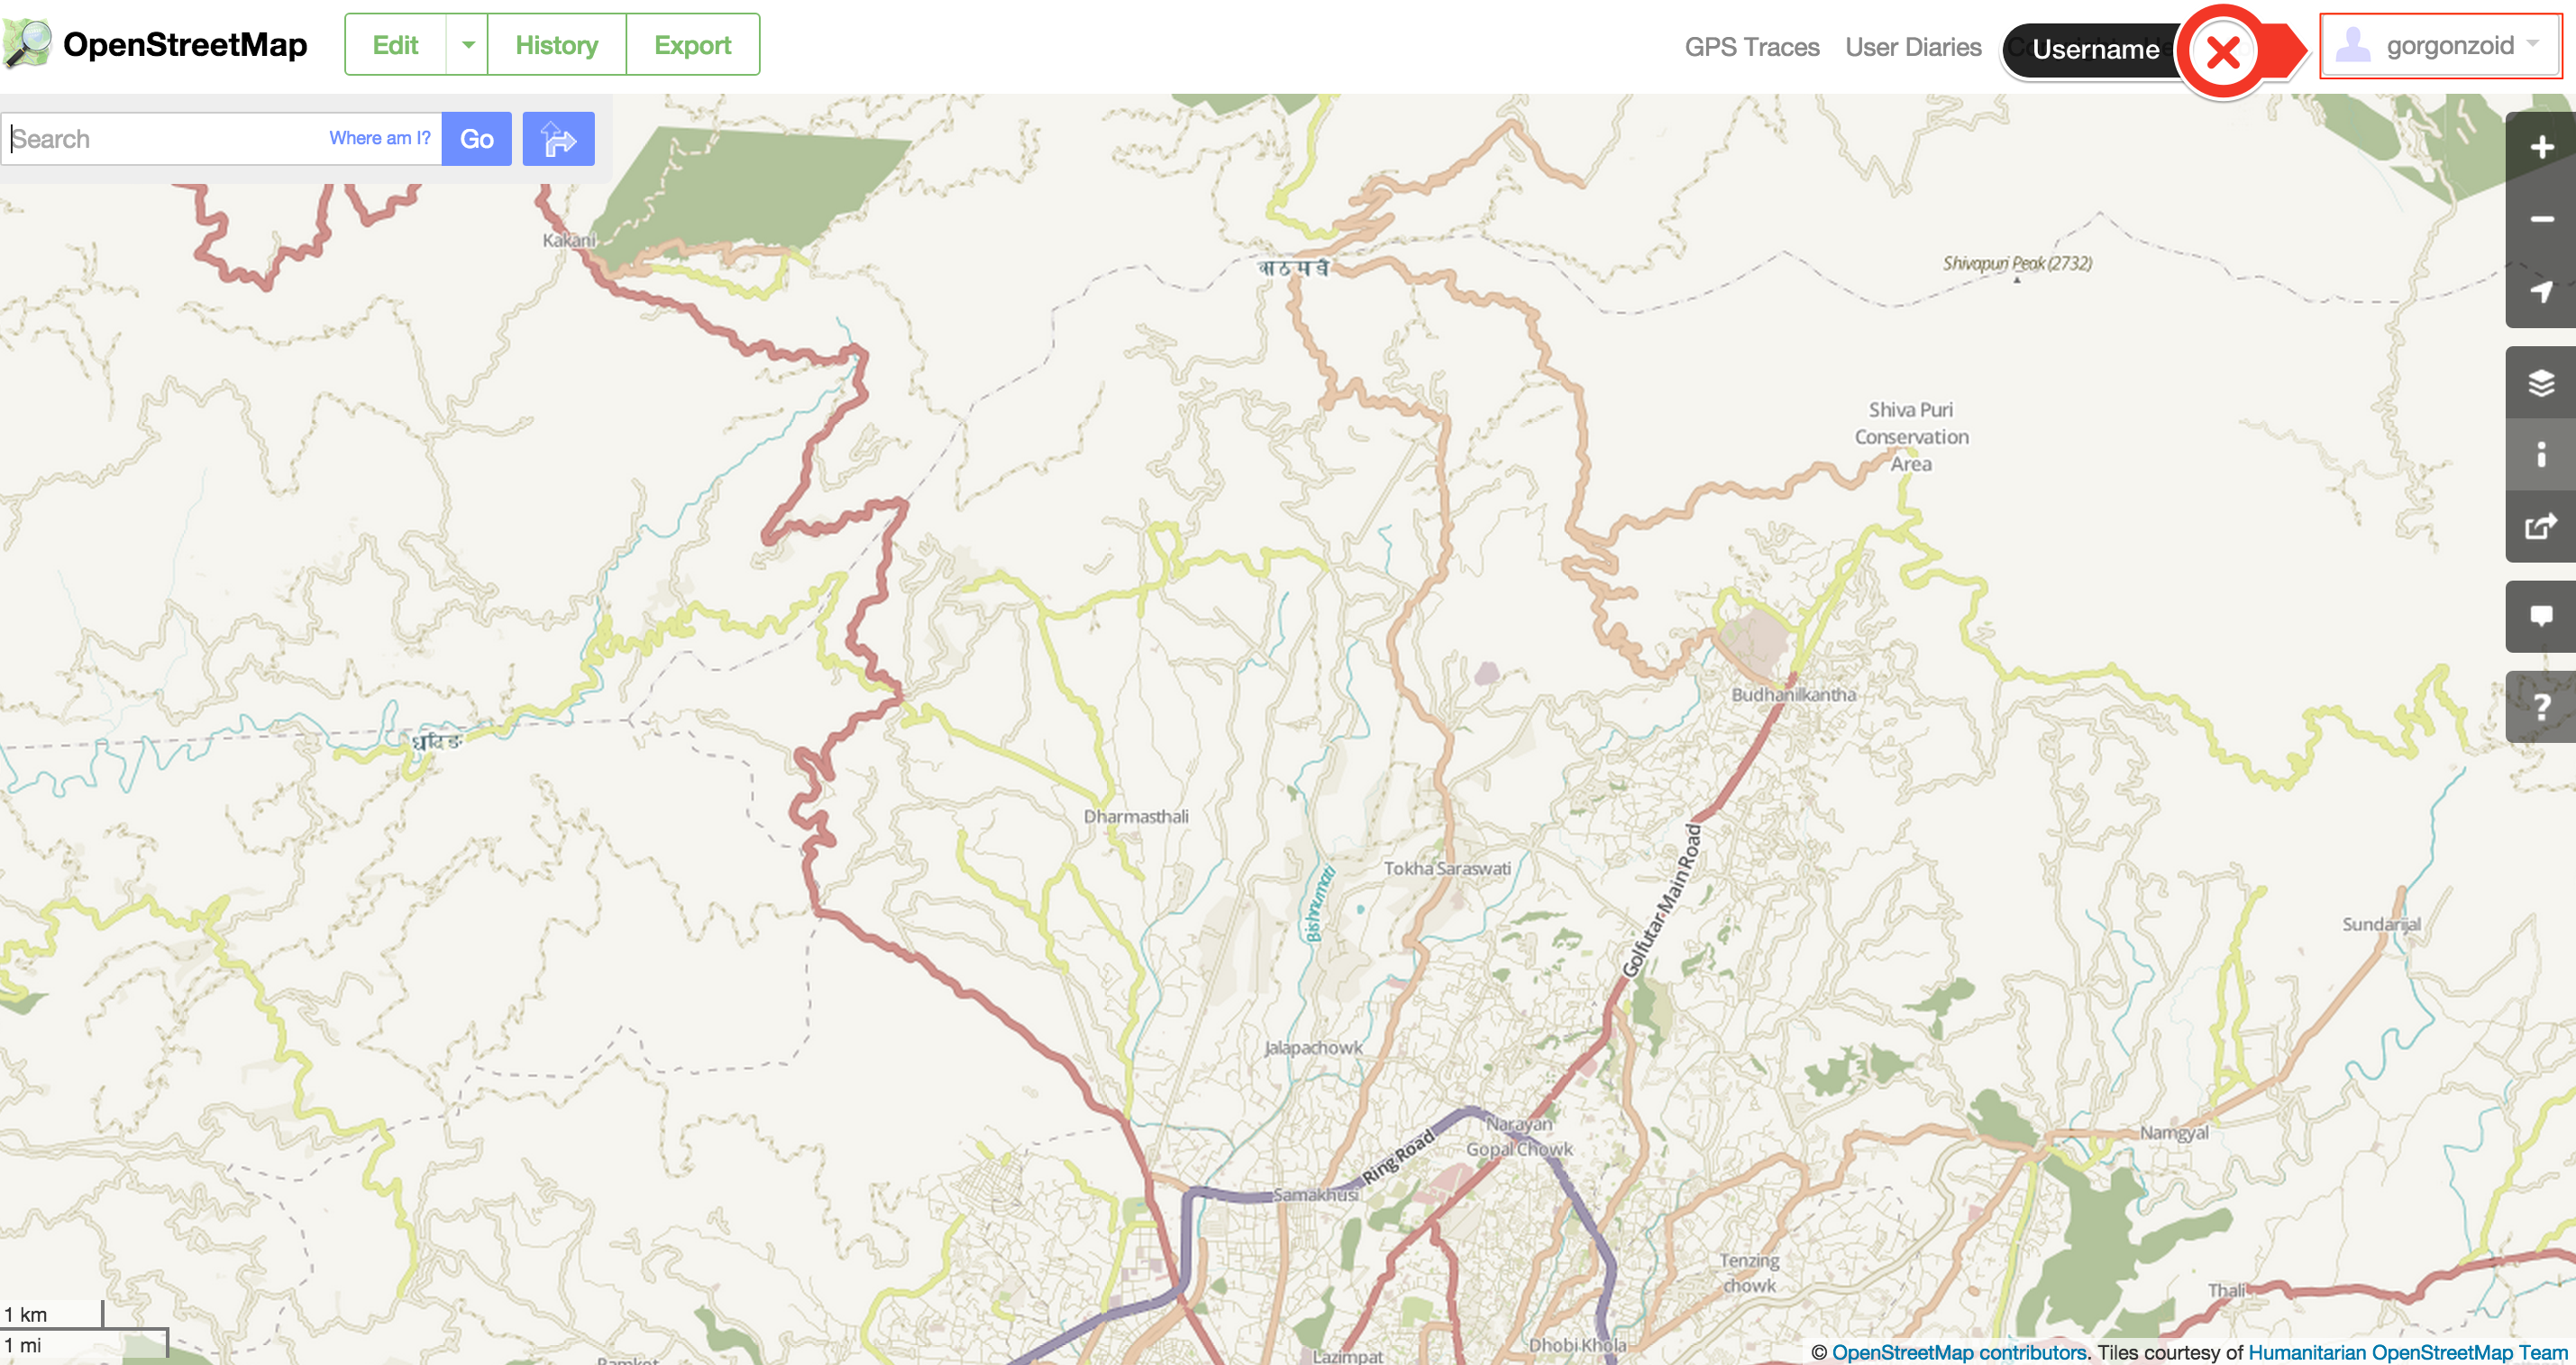 OpenStreetMap
Edit
History
Export
GPS Traces
User Diaries
Username
gorgonzoid
Search
Where am I?
Go
Kakani
Shivapuri Peak (2732)
Shiva Puri
Conservation
Area
Budhanilkantha
Dharmasthali
Tokha Saraswati
Bishnumati
Golfutar Main Road
Sundarijal
Jalapachowk
Narayan
Gopal Chowk
Ring Road
Samakhusi
Namgyal
Tenzing
chowk
Thali
Dhobi Khola
Lazimpat
?
1 km
1 mi
© OpenStreetMap contributors. Tiles courtesy of Humanitarian OpenStreetMap Team